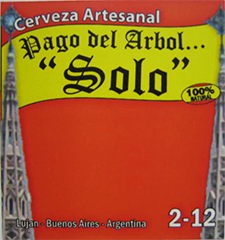 Cerveza Artesanal
Pago del Arbol...
"Solo"
100%
NATURAL
Luján - Buenos Aires - Argentina
2-12